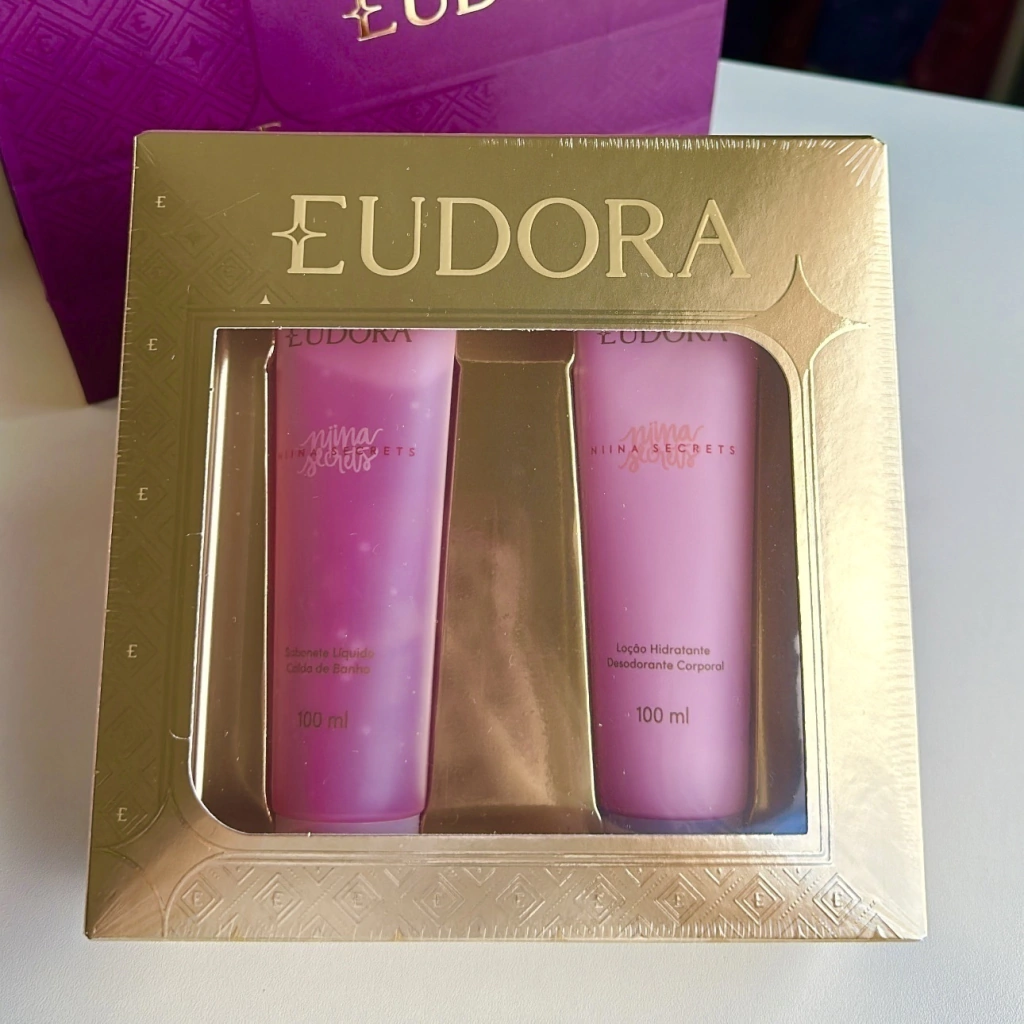 EUDORA
EUDORA
EUDORA
niina
secrets
NIINA SECRETS
Sabonete Líquido
Calda de Banho
100 ml
EUDORA
niina
secrets
NIINA SECRETS
Loção Hidratante
Desodorante Corporal
100 ml